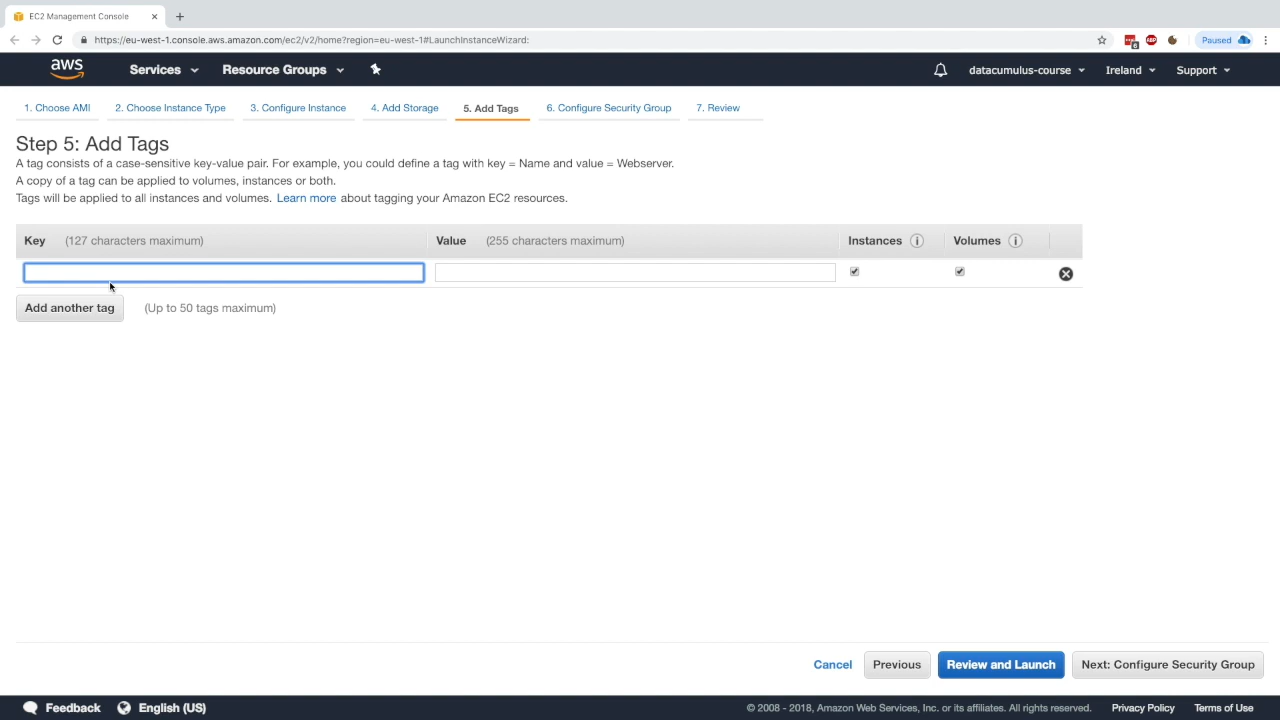 EC2 Management Console
https://eu-west-1.console.aws.amazon.com/ec2/v2/home?region=eu-west-1#LaunchInstanceWizard:
6
ABP
Paused
aws
Services
Resource Groups
datacumulus-course
Ireland
Support
1. Choose AMI
2. Choose Instance Type
3. Configure Instance
4. Add Storage
5. Add Tags
6. Configure Security Group
7. Review
Step 5: Add Tags
A tag consists of a case-sensitive key-value pair. For example, you could define a tag with key = Name and value = Webserver.
A copy of a tag can be applied to volumes, instances or both.
Tags will be applied to all instances and volumes. Learn more about tagging your Amazon EC2 resources.
Key (127 characters maximum)
Value (255 characters maximum)
Instances
Volumes
Add another tag
(Up to 50 tags maximum)
Cancel
Previous
Review and Launch
Next: Configure Security Group
Feedback
English (US)
© 2008 - 2018, Amazon Web Services, Inc. or its affiliates. All rights reserved.
Privacy Policy
Terms of Use